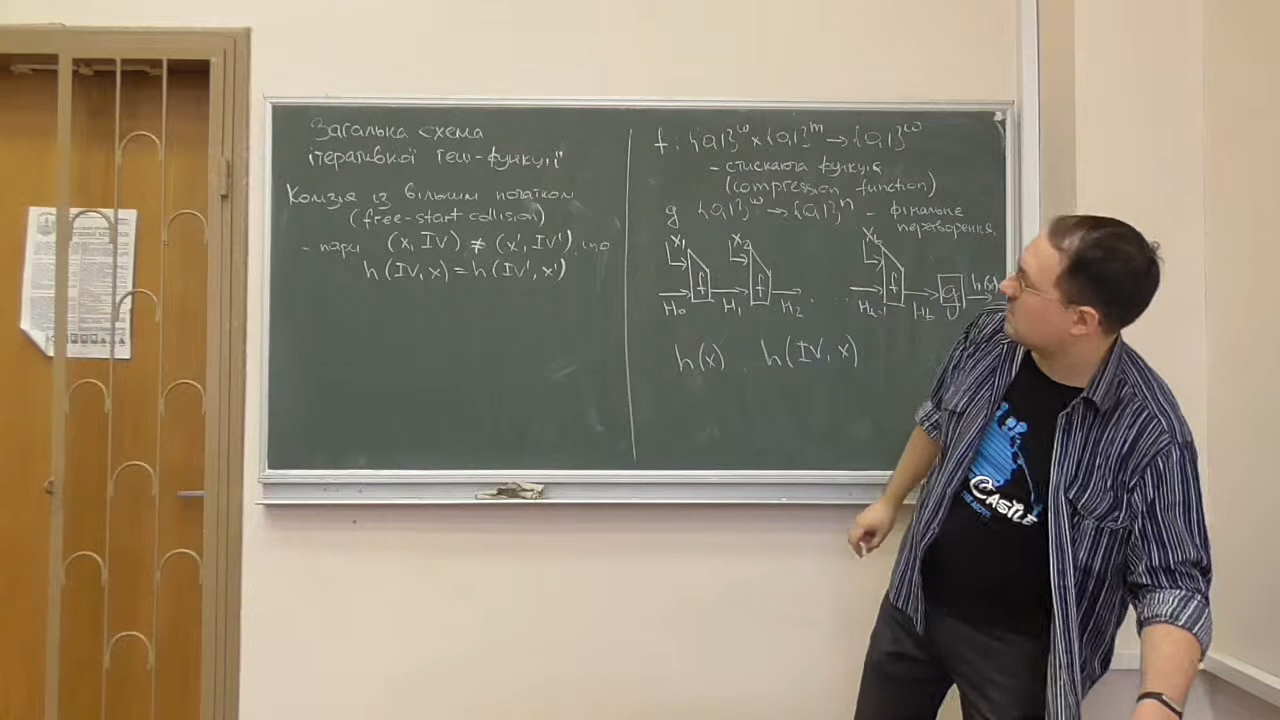 Загальна схема
ітеративної геш-функції
Колізія із вільним початком
(free-start collision)
- пари (x, IV) ≠ (x', IV'), що
h(IV, x) = h(IV', x')
f : {0,1}^ω × {0,1}^m → {0,1}^ω
- стискаюча функція
(compression function)
g {0,1}^ω → {0,1}^n - фінальне
перетворення.
X₁ X₂ X_t
f f . . . f g h(x)
H₀ H₁ H₂ H_{t-1} H_t
h(x) , h(IV, x)
CASTLE